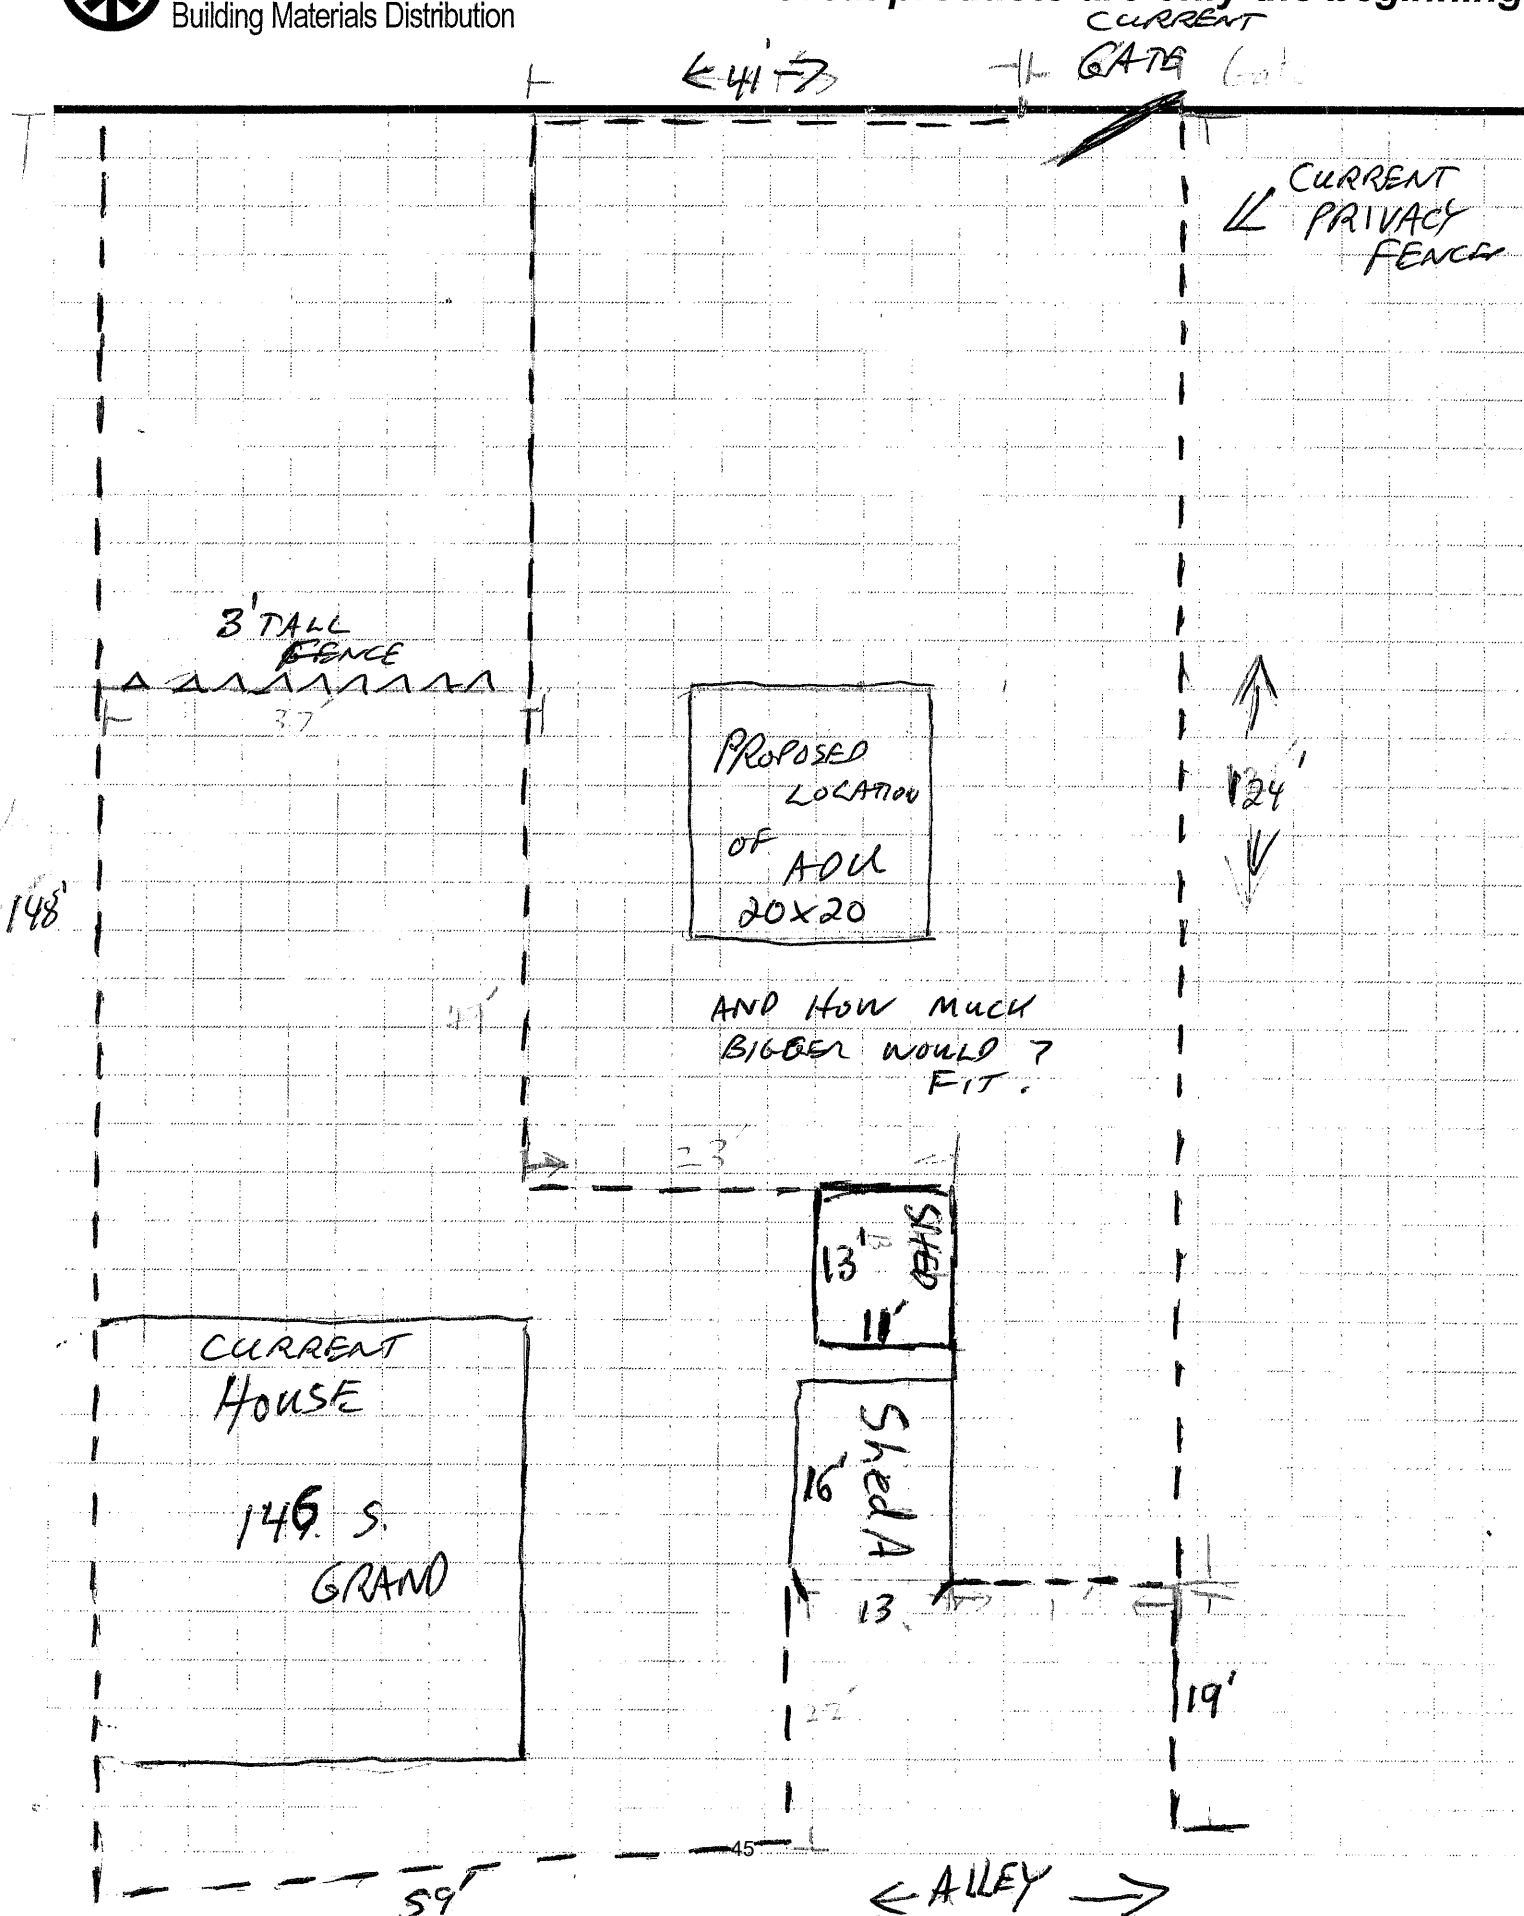 Building Materials Distribution
CURRENT
GATE
41'
CURRENT
PRIVACY
FENCE
3' TALL
FENCE
37'
PROPOSED
LOCATION
OF ADU
20X20
124'
148'
AND HOW MUCH
BIGGER WOULD ?
FIT.
23'
SHED
13'
11'
CURRENT
HOUSE
146 S.
GRAND
Shed A
16'
13
22'
19'
45
59'
ALLEY